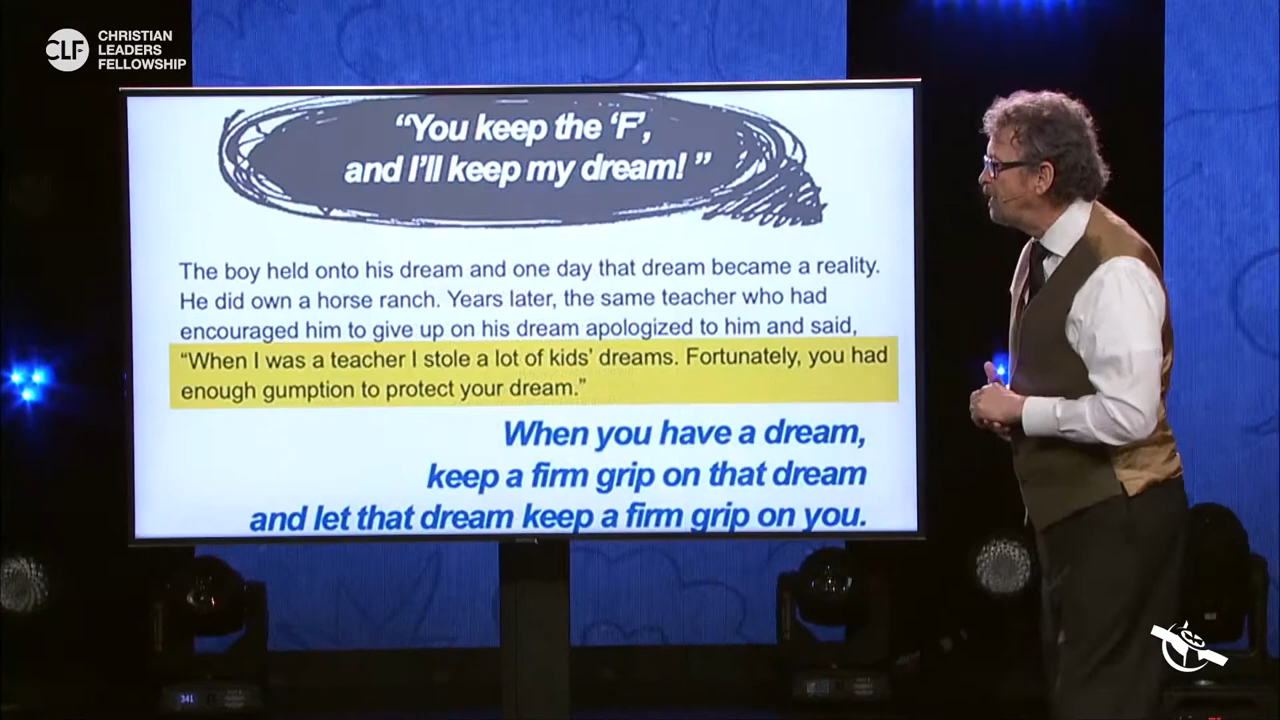 CLF
CHRISTIAN
LEADERS
FELLOWSHIP
“You keep the ‘F’,
and I’ll keep my dream! ”
The boy held onto his dream and one day that dream became a reality.
He did own a horse ranch. Years later, the same teacher who had
encouraged him to give up on his dream apologized to him and said,
“When I was a teacher I stole a lot of kids’ dreams. Fortunately, you had
enough gumption to protect your dream.”
When you have a dream,
keep a firm grip on that dream
and let that dream keep a firm grip on you.
341